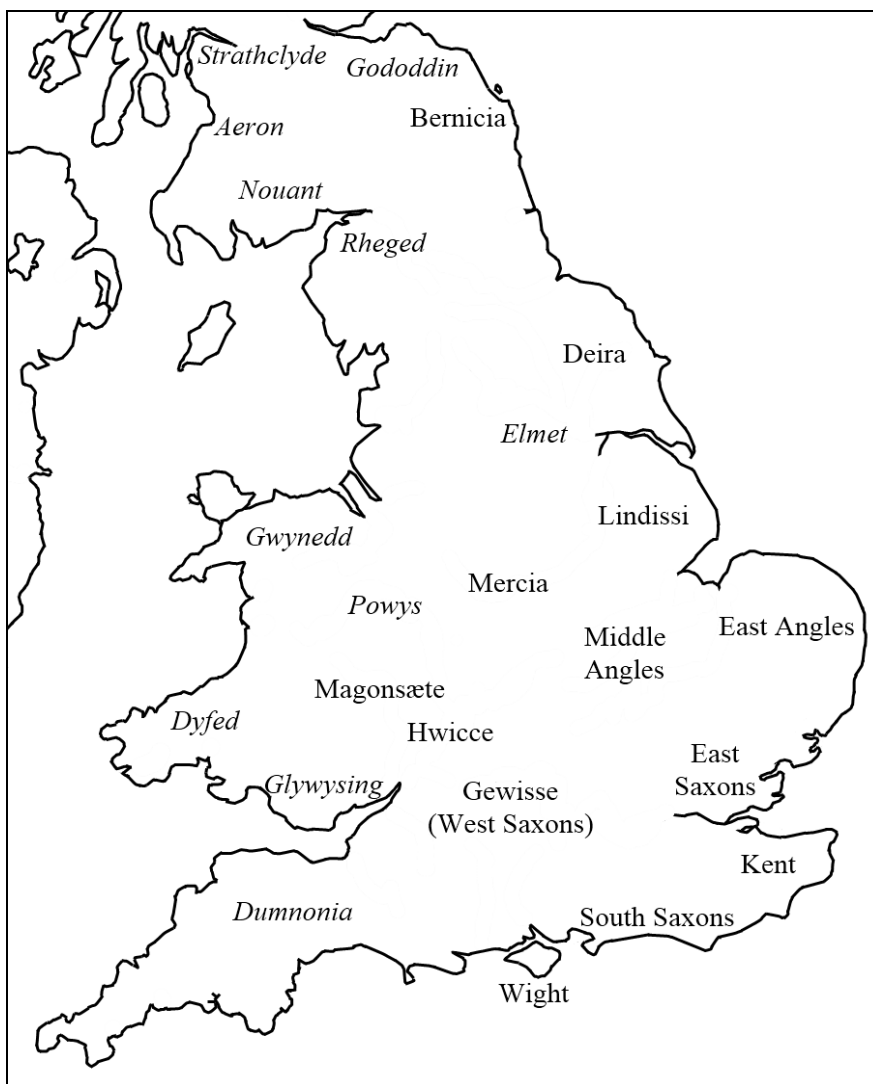 Strathclyde
Gododdin
Bernicia
Aeron
Nouant
Rheged
Deira
Elmet
Lindissi
Gwynedd
Mercia
Powys
East Angles
Middle
Angles
Magonsæte
Dyfed
Hwicce
East
Saxons
Glywysing
Gewisse
(West Saxons)
Kent
Dumnonia
South Saxons
Wight